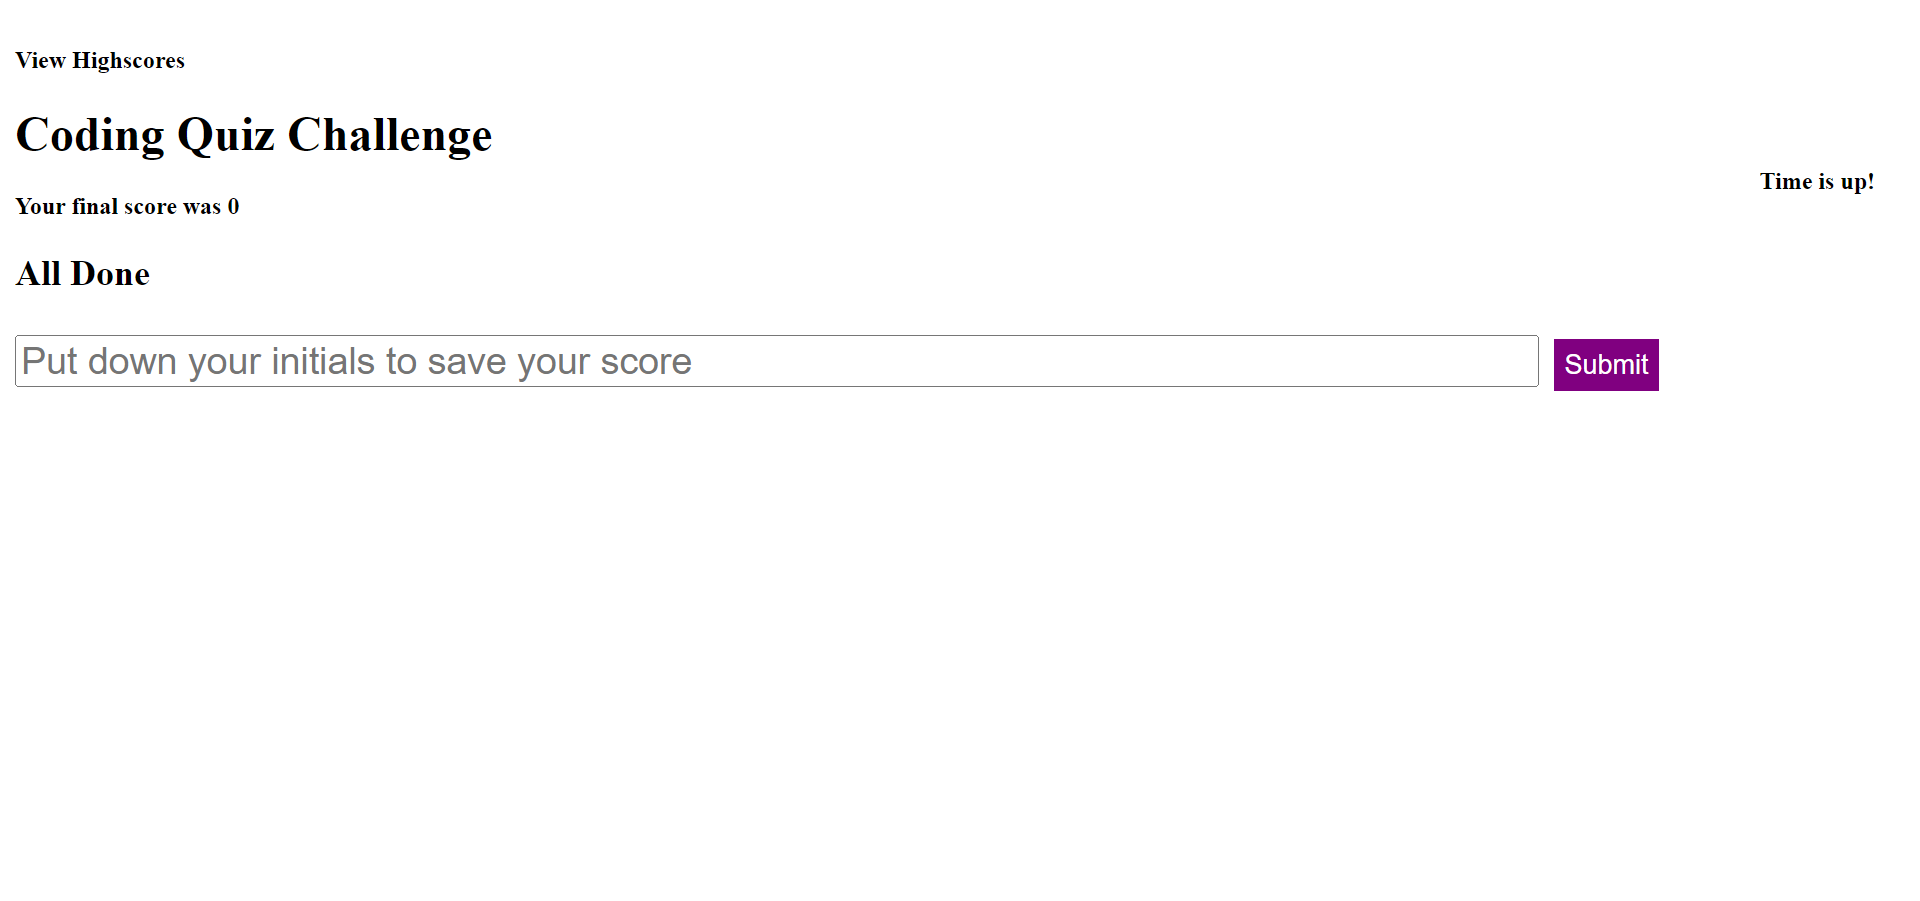 View Highscores
Coding Quiz Challenge
Time is up!
Your final score was 0
All Done
Put down your initials to save your score
Submit